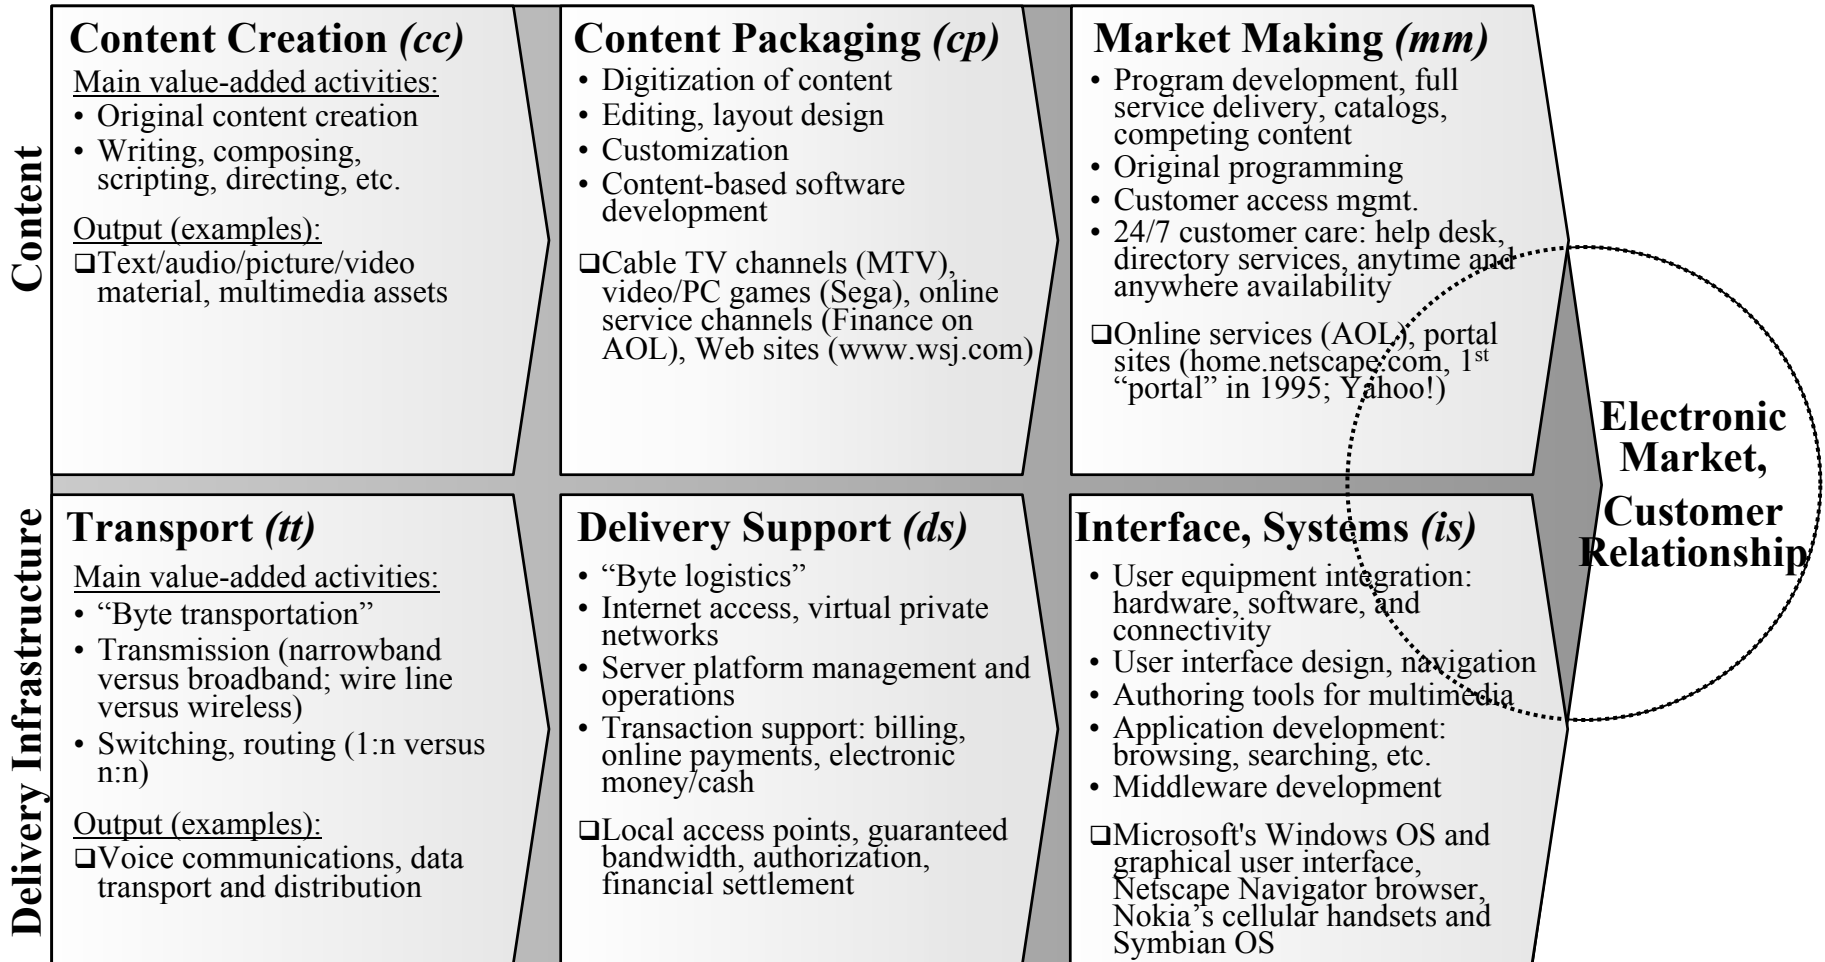 Content
Content Creation (cc)
Main value-added activities:
• Original content creation
• Writing, composing,
scripting, directing, etc.
Output (examples):
❑Text/audio/picture/video
material, multimedia assets
Content Packaging (cp)
• Digitization of content
• Editing, layout design
• Customization
• Content-based software
development
❑Cable TV channels (MTV),
video/PC games (Sega), online
service channels (Finance on
AOL), Web sites (www.wsj.com)
Market Making (mm)
• Program development, full
service delivery, catalogs,
competing content
• Original programming
• Customer access mgmt.
• 24/7 customer care: help desk,
directory services, anytime and
anywhere availability
❑Online services (AOL), portal
sites (home.netscape.com, 1st
“portal” in 1995; Yahoo!)
Electronic
Market,
Customer
Relationship
Delivery Infrastructure
Transport (tt)
Main value-added activities:
• “Byte transportation”
• Transmission (narrowband
versus broadband; wire line
versus wireless)
• Switching, routing (1:n versus
n:n)
Output (examples):
❑Voice communications, data
transport and distribution
Delivery Support (ds)
• “Byte logistics”
• Internet access, virtual private
networks
• Server platform management and
operations
• Transaction support: billing,
online payments, electronic
money/cash
❑Local access points, guaranteed
bandwidth, authorization,
financial settlement
Interface, Systems (is)
• User equipment integration:
hardware, software, and
connectivity
• User interface design, navigation
• Authoring tools for multimedia
• Application development:
browsing, searching, etc.
• Middleware development
❑Microsoft's Windows OS and
graphical user interface,
Netscape Navigator browser,
Nokia’s cellular handsets and
Symbian OS